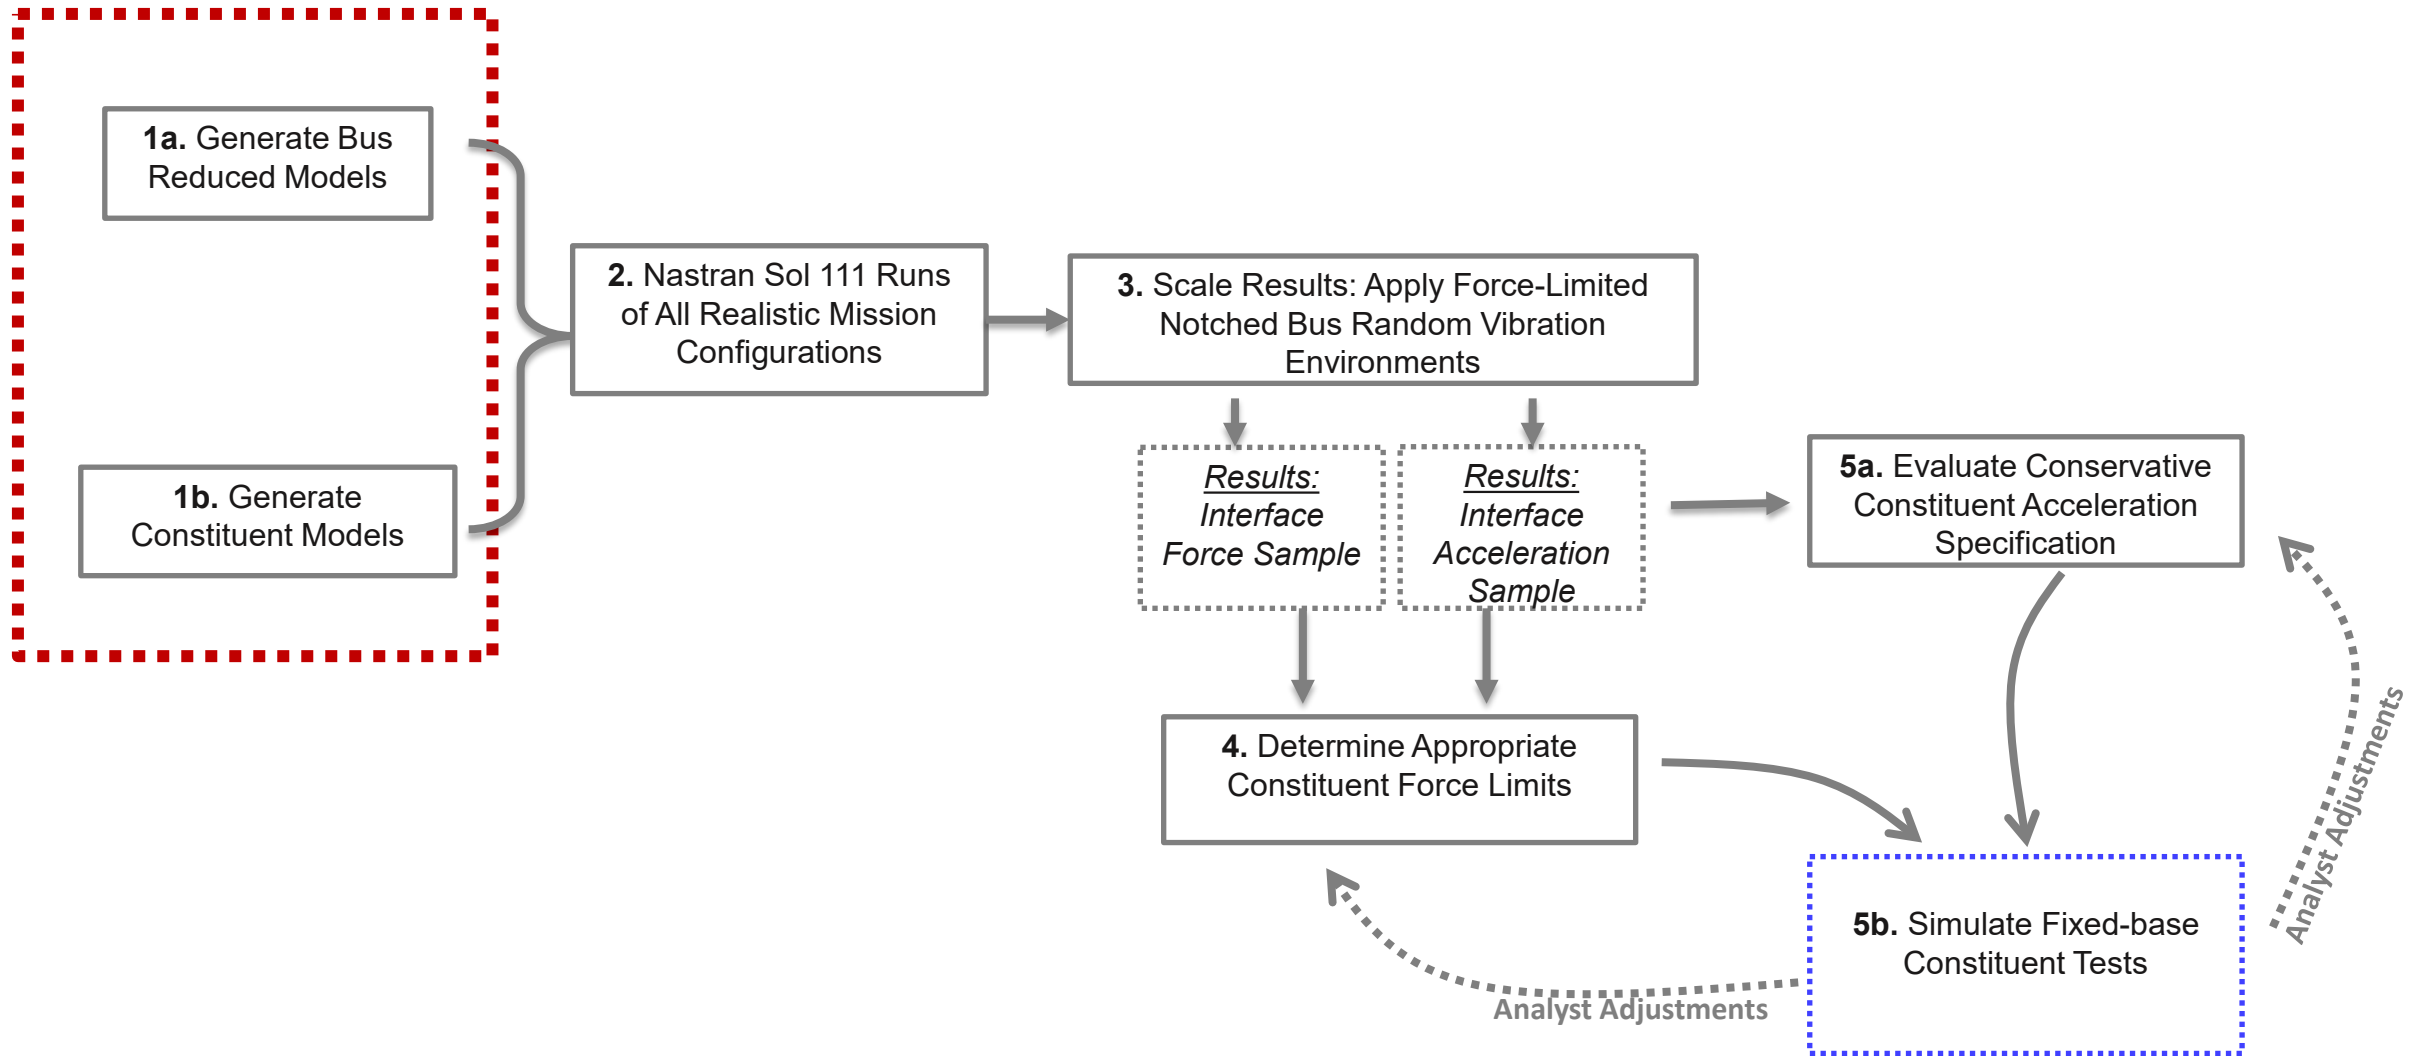 1a. Generate Bus
Reduced Models
1b. Generate
Constituent Models
2. Nastran Sol 111 Runs
of All Realistic Mission
Configurations
3. Scale Results: Apply Force-Limited
Notched Bus Random Vibration
Environments
Results:
Interface
Force Sample
Results:
Interface
Acceleration
Sample
4. Determine Appropriate
Constituent Force Limits
5a. Evaluate Conservative
Constituent Acceleration
Specification
5b. Simulate Fixed-base
Constituent Tests
Analyst Adjustments
Analyst Adjustments